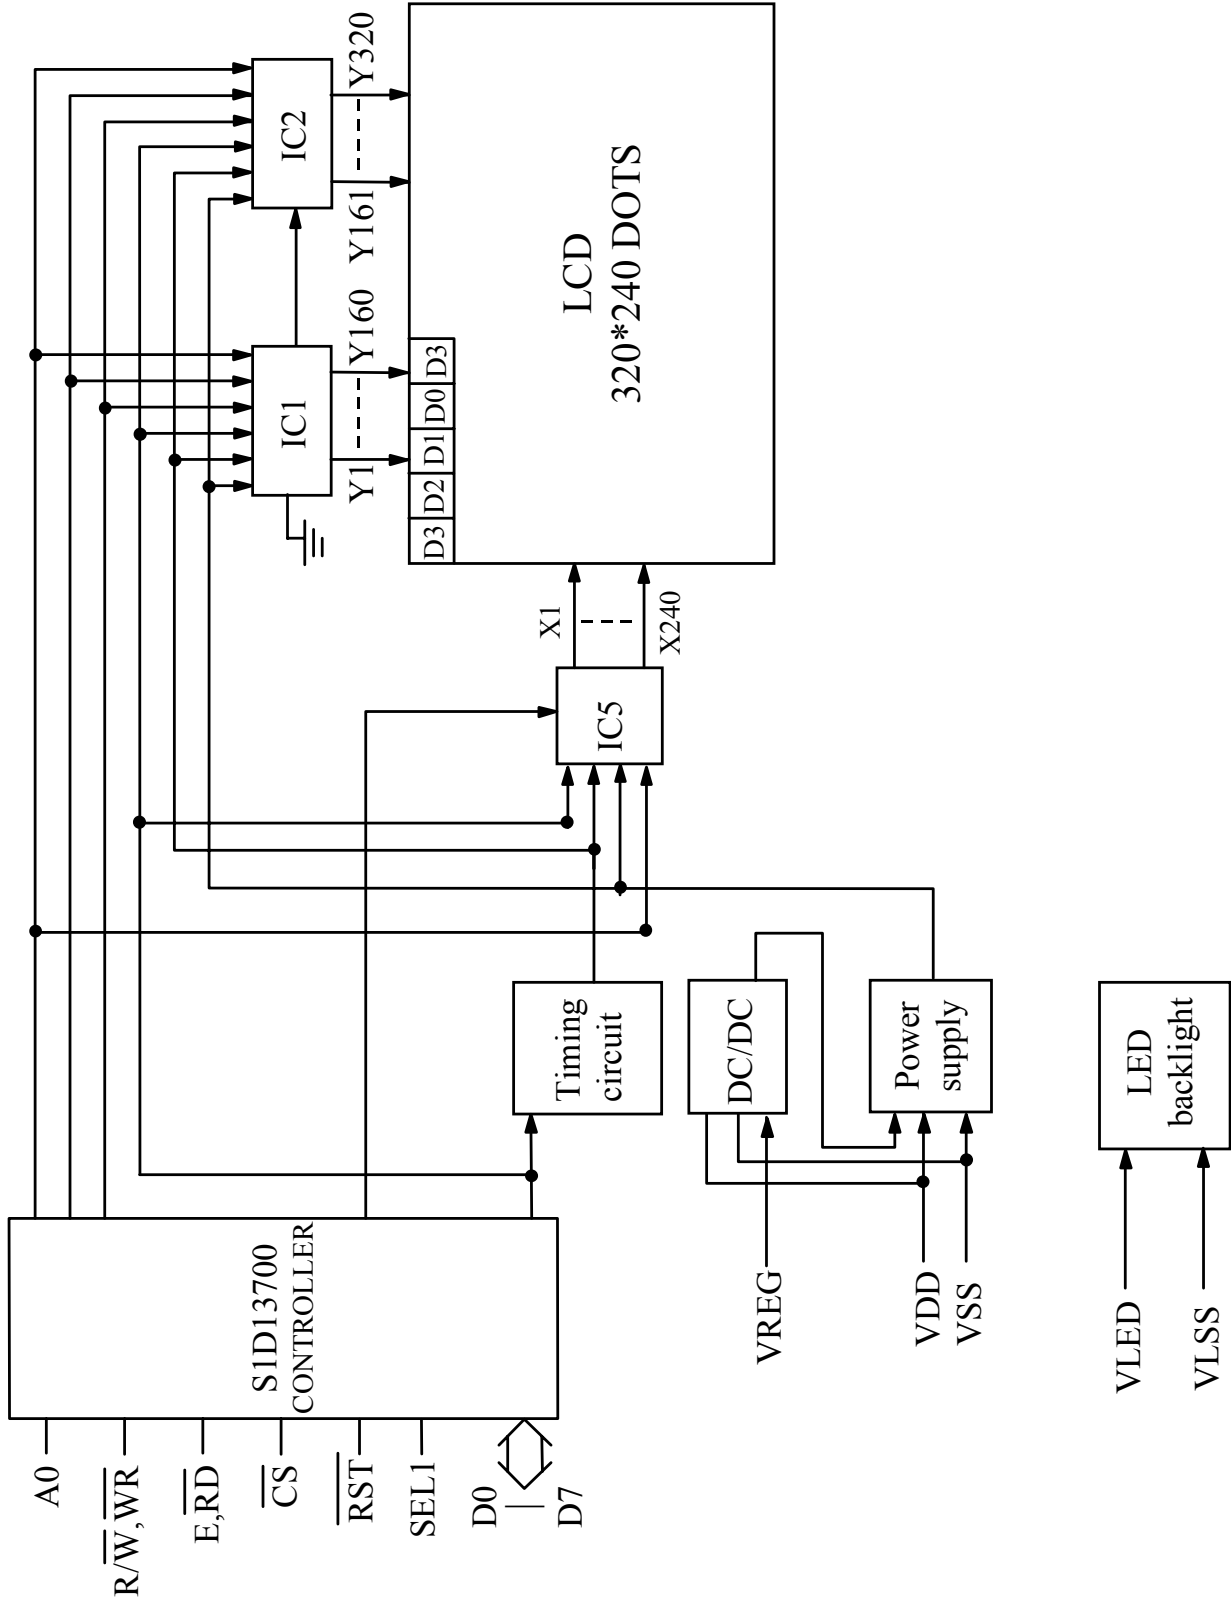 A0
R/W,WR
E,RD
CS
RST
SEL1
D0
D7
S1D13700
CONTROLLER
Timing
circuit
VREG
DC/DC
VDD
VSS
Power
supply
VLED
VLSS
LED
backlight
IC5
X1
X240
IC1
Y1
Y160
IC2
Y161
Y320
D3
D2
D1
D0
D3
LCD
320*240 DOTS